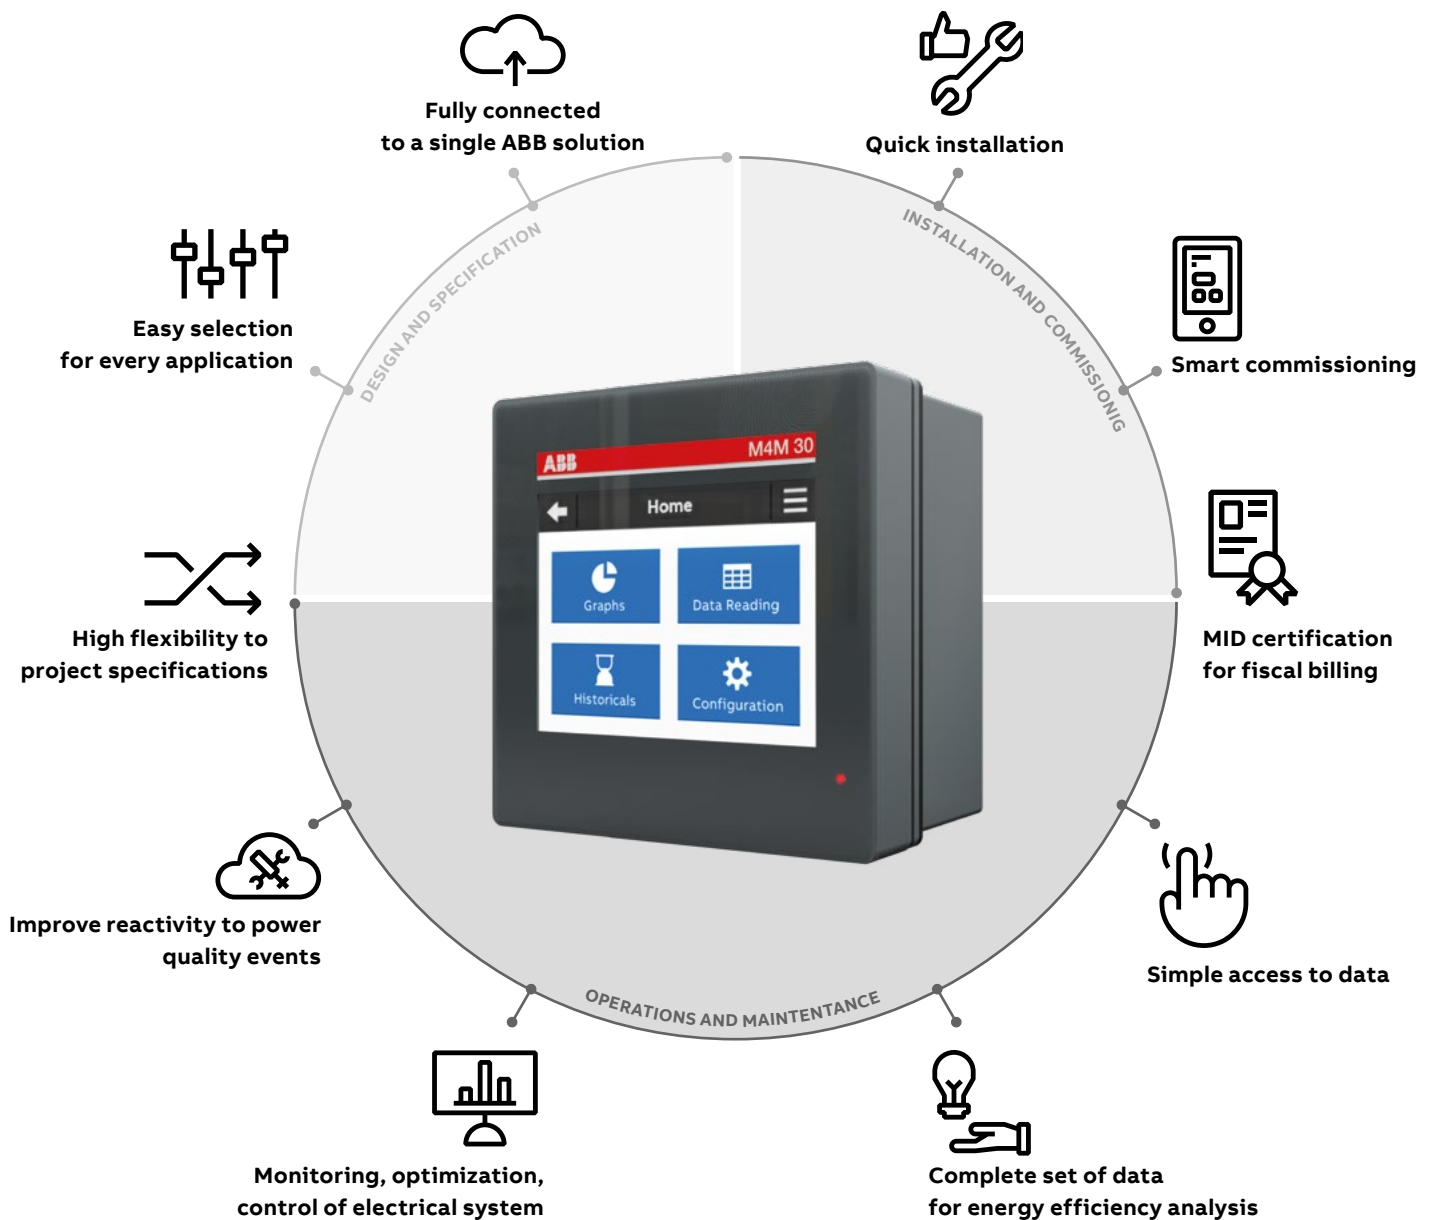 Fully connected
to a single ABB solution
Quick installation
Easy selection
for every application
DESIGN AND SPECIFICATION
INSTALLATION AND COMMISSIONIG
Smart commissioning
ABB
M4M 30
Home
Graphs
Data Reading
Historicals
Configuration
High flexibility to
project specifications
MID certification
for fiscal billing
Improve reactivity to power
quality events
Simple access to data
OPERATIONS AND MAINTENTANCE
Monitoring, optimization,
control of electrical system
Complete set of data
for energy efficiency analysis